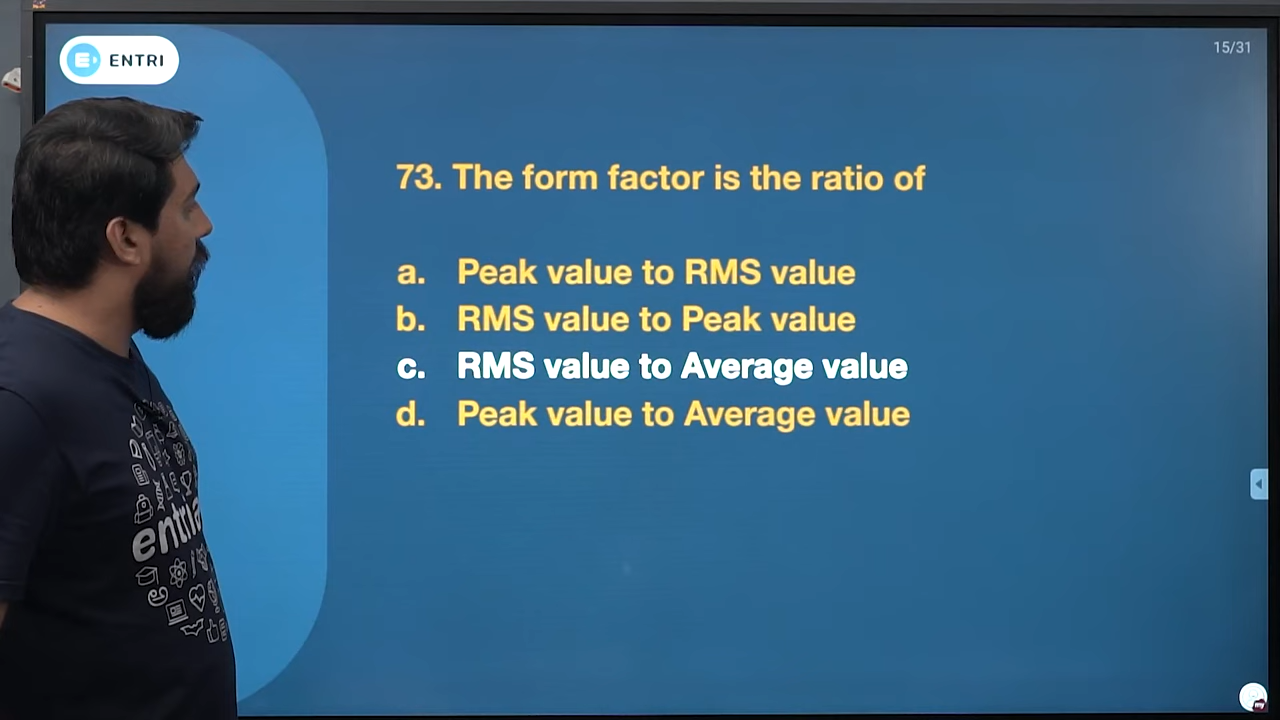 ENTRI
15/31
73. The form factor is the ratio of
a. Peak value to RMS value
b. RMS value to Peak value
c. RMS value to Average value
d. Peak value to Average value
entri